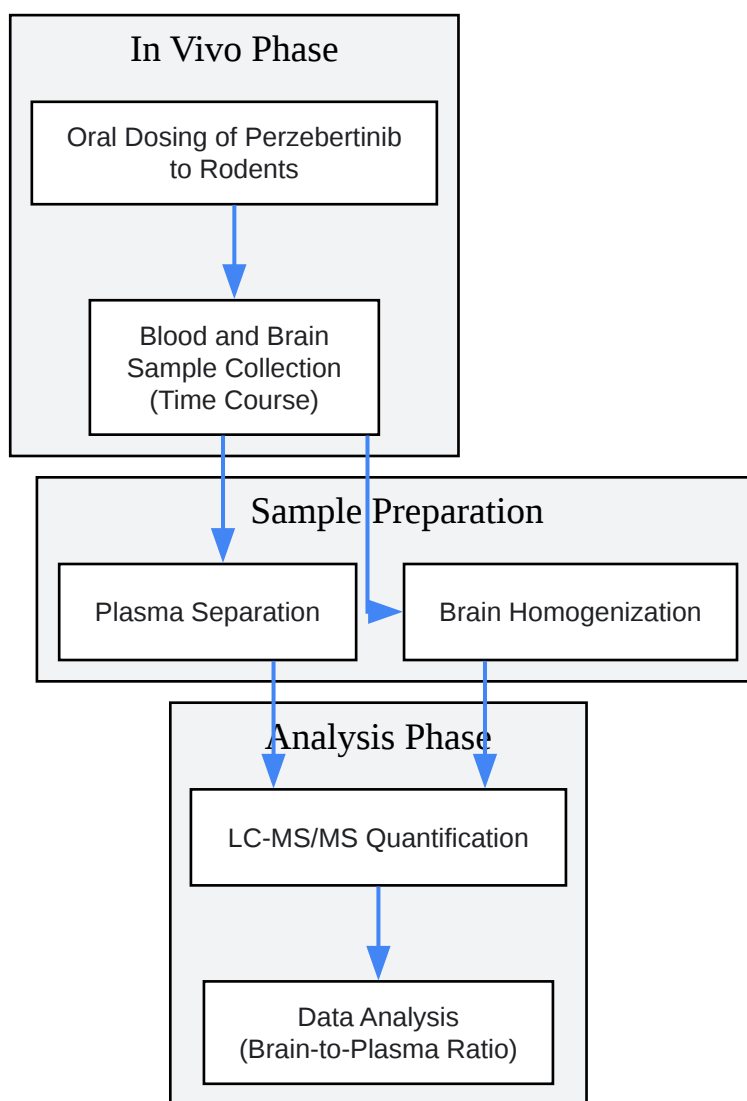 In Vivo Phase
Oral Dosing of Perzebertinib
to Rodents
Blood and Brain
Sample Collection
(Time Course)
Sample Preparation
Plasma Separation
Brain Homogenization
Analysis Phase
LC-MS/MS Quantification
Data Analysis
(Brain-to-Plasma Ratio)